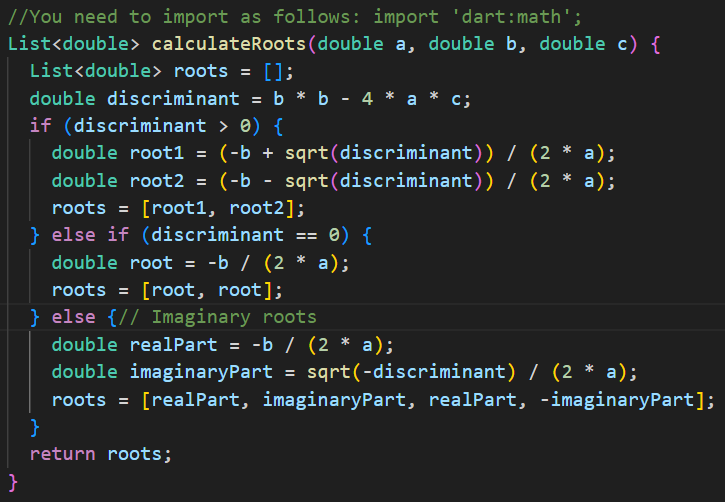 //You need to import as follows: import 'dart:math';
List<double> calculateRoots(double a, double b, double c) {
  List<double> roots = [];
  double discriminant = b * b - 4 * a * c;
  if (discriminant > 0) {
    double root1 = (-b + sqrt(discriminant)) / (2 * a);
    double root2 = (-b - sqrt(discriminant)) / (2 * a);
    roots = [root1, root2];
  } else if (discriminant == 0) {
    double root = -b / (2 * a);
    roots = [root, root];
  } else {// Imaginary roots
    double realPart = -b / (2 * a);
    double imaginaryPart = sqrt(-discriminant) / (2 * a);
    roots = [realPart, imaginaryPart, realPart, -imaginaryPart];
  }
  return roots;
}